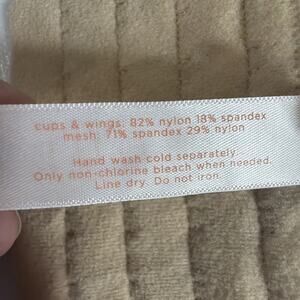 cups & wings: 82% nylon 18% spandex
mesh: 71% spandex 29% nylon
Hand wash cold separately
Only non-chlorine bleach when needed.
Line dry. Do not iron.